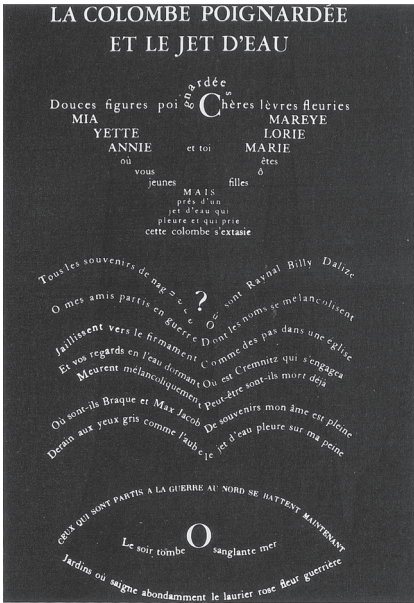 LA COLOMBE POIGNARDÉE
ET LE JET D'EAU
Douces figures poignardées Chères lèvres fleuries
MIA MAREYE
YETTE LORIE
ANNIE et toi MARIE
où êtes
vous ô
jeunes filles
MAIS
près d'un
jet d'eau qui
pleure et qui prie
cette colombe s'extasie
Tous les souvenirs de naguère
O mes amis partis en guerre
Jaillissent vers le firmament
Et vos regards en l'eau dormant
Meurent mélancoliquement
Où sont-ils Braque et Max Jacob
Derain aux yeux gris comme l'aube
?
Où sont Raynal Billy Dalize
Dont les noms se mélancolisent
Comme des pas dans une église
Où est Cremnitz qui s'engagea
Peut-être sont-ils mort déjà
De souvenirs mon âme est pleine
le jet d'eau pleure sur ma peine
CEUX QUI SONT PARTIS A LA GUERRE AU NORD SE BATTENT MAINTENANT
Le soir tombe O sanglante mer
Jardins où saigne abondamment le laurier rose fleur guerrière